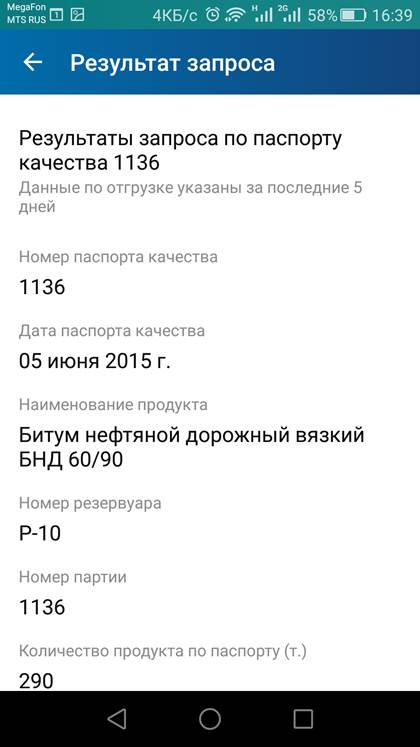 MegaFon
MTS RUS
1
4КБ/с
H
2G
58%
16:39
Результат запроса
Результаты запроса по паспорту
качества 1136
Данные по отгрузке указаны за последние 5
дней
Номер паспорта качества
1136
Дата паспорта качества
05 июня 2015 г.
Наименование продукта
Битум нефтяной дорожный вязкий
БНД 60/90
Номер резервуара
Р-10
Номер партии
1136
Количество продукта по паспорту (т.)
290